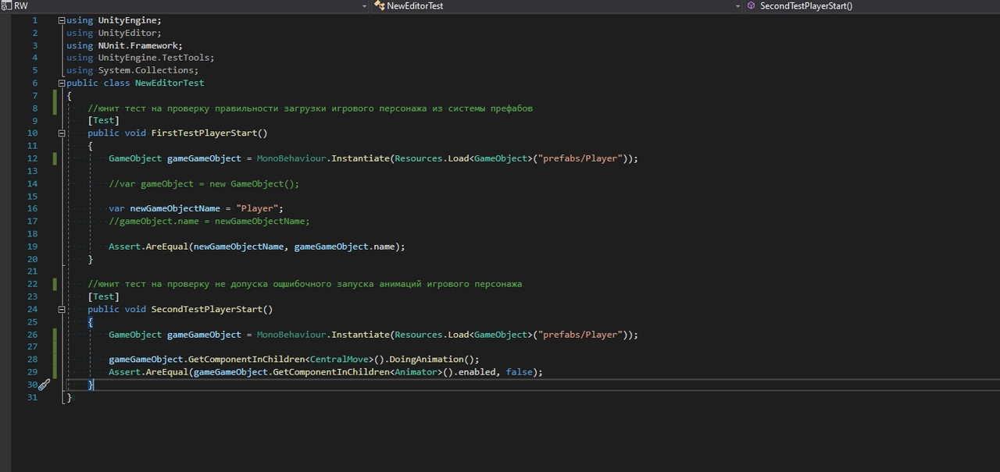 RW NewEditorTest SecondTestPlayerStart()
1 using UnityEngine;
2 using UnityEditor;
3 using NUnit.Framework;
4 using UnityEngine.TestTools;
5 using System.Collections;
6 public class NewEditorTest
7 {
8 //юнит тест на проверку правильности загрузки игрового персонажа из системы префабов
9 [Test]
10 public void FirstTestPlayerStart()
11 {
12 GameObject gameGameObject = MonoBehaviour.Instantiate(Resources.Load<GameObject>("prefabs/Player"));
13
14 //var gameObject = new GameObject();
15
16 var newGameObjectName = "Player";
17 //gameObject.name = newGameObjectName;
18
19 Assert.AreEqual(newGameObjectName, gameGameObject.name);
20 }
21
22 //юнит тест на проверку не допуска ощшибочного запуска анимаций игрового персонажа
23 [Test]
24 public void SecondTestPlayerStart()
25 {
26 GameObject gameGameObject = MonoBehaviour.Instantiate(Resources.Load<GameObject>("prefabs/Player"));
27
28 gameGameObject.GetComponentInChildren<CentralMove>().DoingAnimation();
29 Assert.AreEqual(gameGameObject.GetComponentInChildren<Animator>().enabled, false);
30 }
31 }